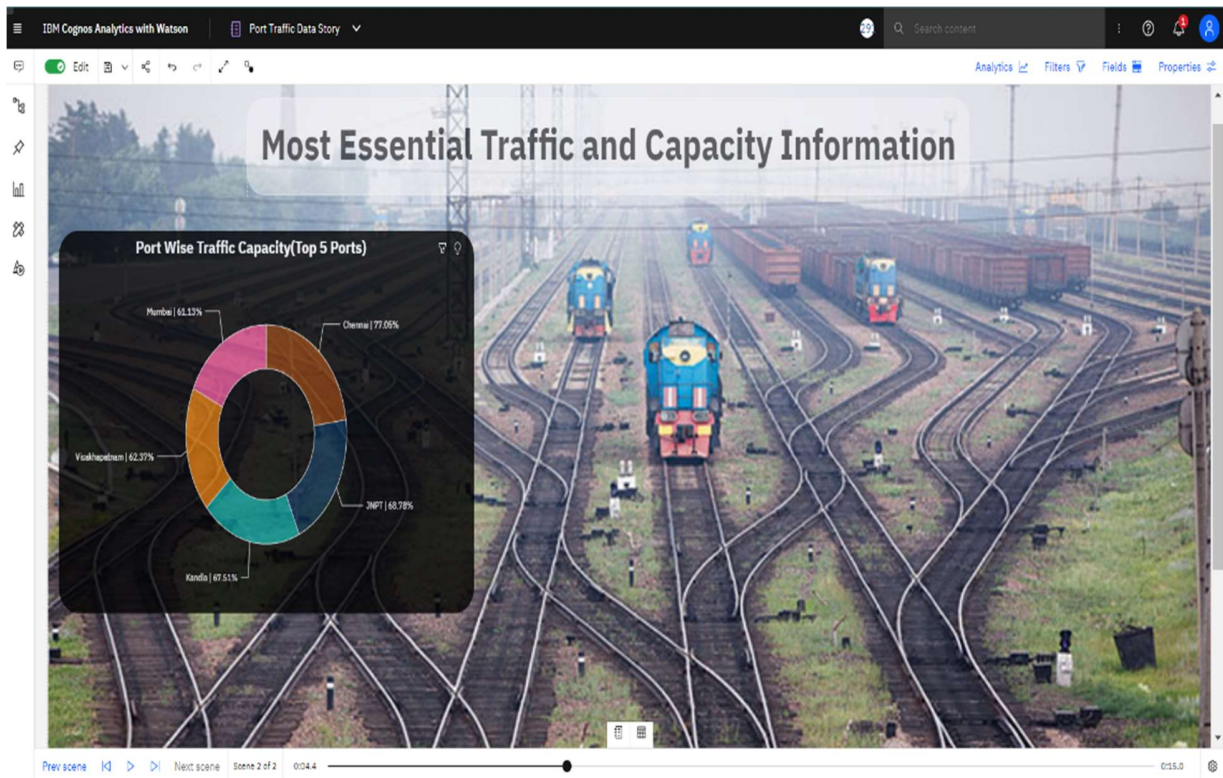 IBM Cognos Analytics with Watson
Port Traffic Data Story
Search content
1
Edit
Analytics
Filters
Fields
Properties
Most Essential Traffic and Capacity Information
Port Wise Traffic Capacity(Top 5 Ports)
Mumbai | 61.13%
Chennai | 77.05%
Visakhapatnam | 62.37%
JNPT | 68.78%
Kandla | 67.51%
Prev scene
Next scene
Scene 2 of 2
0:04.4
0:15.0